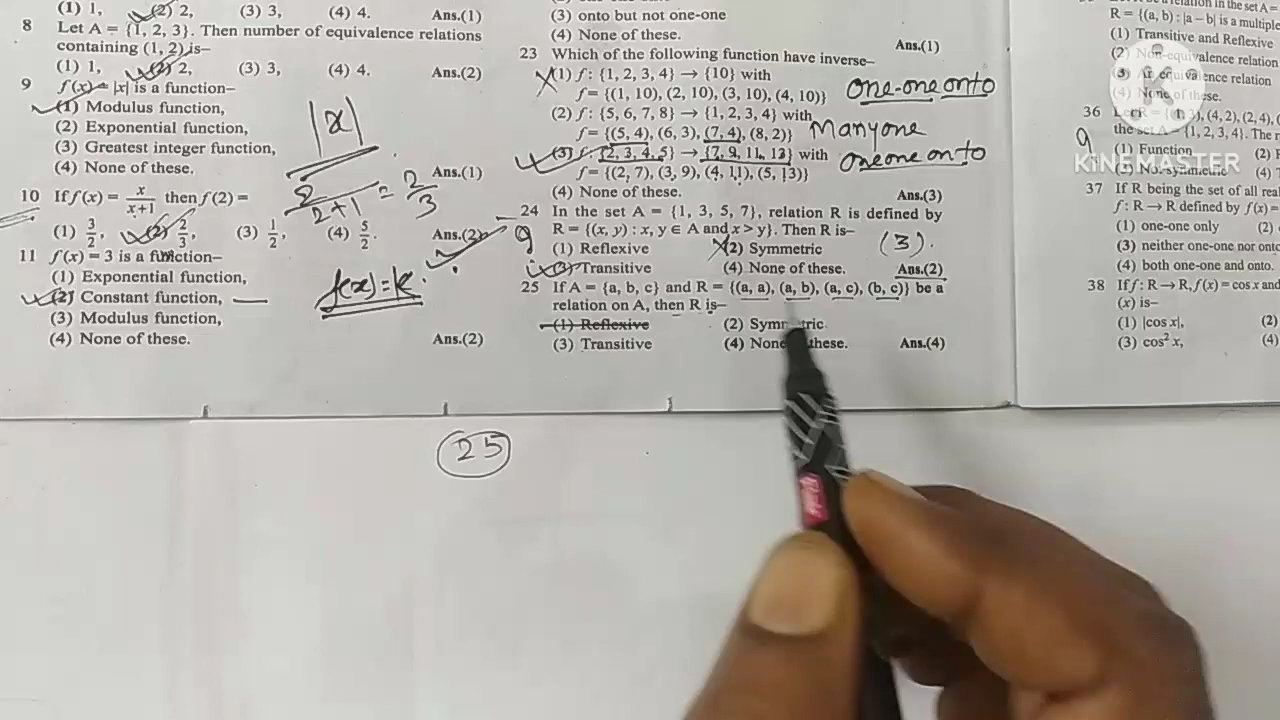 (1) 1, (2) 2, (3) 3, (4) 4. Ans.(1)
8 Let A = {1, 2, 3}. Then number of equivalence relations
containing (1, 2) is–
(1) 1, (2) 2, (3) 3, (4) 4. Ans.(2)
9 f(x) = |x| is a function–
(1) Modulus function,
(2) Exponential function,
(3) Greatest integer function,
(4) None of these. Ans.(1)
|x|
10 If f(x) = x/(x+1) then f(2) =
(1) 3/2, (2) 2/3, (3) 1/2, (4) 5/2. Ans.(2)
2/(2+1) = 2/3
11 f(x) = 3 is a function–
(1) Exponential function,
(2) Constant function,
(3) Modulus function,
(4) None of these. Ans.(2)
f(x) = k.
(3) onto but not one-one
(4) None of these. Ans.(1)
23 Which of the following function have inverse–
(1) f: {1, 2, 3, 4} → {10} with
f= {(1, 10), (2, 10), (3, 10), (4, 10)} one-one onto
(2) f: {5, 6, 7, 8} → {1, 2, 3, 4} with
f= {(5, 4), (6, 3), (7, 4), (8, 2)} Manyone
(3) f: {2, 3, 4, 5} → {7, 9, 11, 13} with one one onto
f= {(2, 7), (3, 9), (4, 11), (5, 13)}
(4) None of these. Ans.(3)
24 In the set A = {1, 3, 5, 7}, relation R is defined by
R = {(x, y) : x, y ∈ A and x > y}. Then R is–
(1) Reflexive (2) Symmetric (3).
(3) Transitive (4) None of these. Ans.(2)
25 If A = {a, b, c} and R = {(a, a), (a, b), (a, c), (b, c)} be a
relation on A, then R is–
(1) Reflexive (2) Symmetric
(3) Transitive (4) None these. Ans.(4)
25
relation in the set A =
R = {(a, b) : |a – b| is a multiple
(1) Transitive and Reflexive
(2) Non-equivalence relation
(3) equivalence relation
(4) None of these.
36
the set A = {1, 2, 3, 4}. The
(1) Function (2)
(3) Not symmetric (4)
37 If R being the set of all rea
f: R → R defined by f(x) =
(1) one-one only (2)
(3) neither one-one nor onto
(4) both one-one and onto.
38 If f: R → R, f(x) = cos x and
(x) is–
(1) |cos x|, (2)
(3) cos² x, (4)
K
KINEMASTER